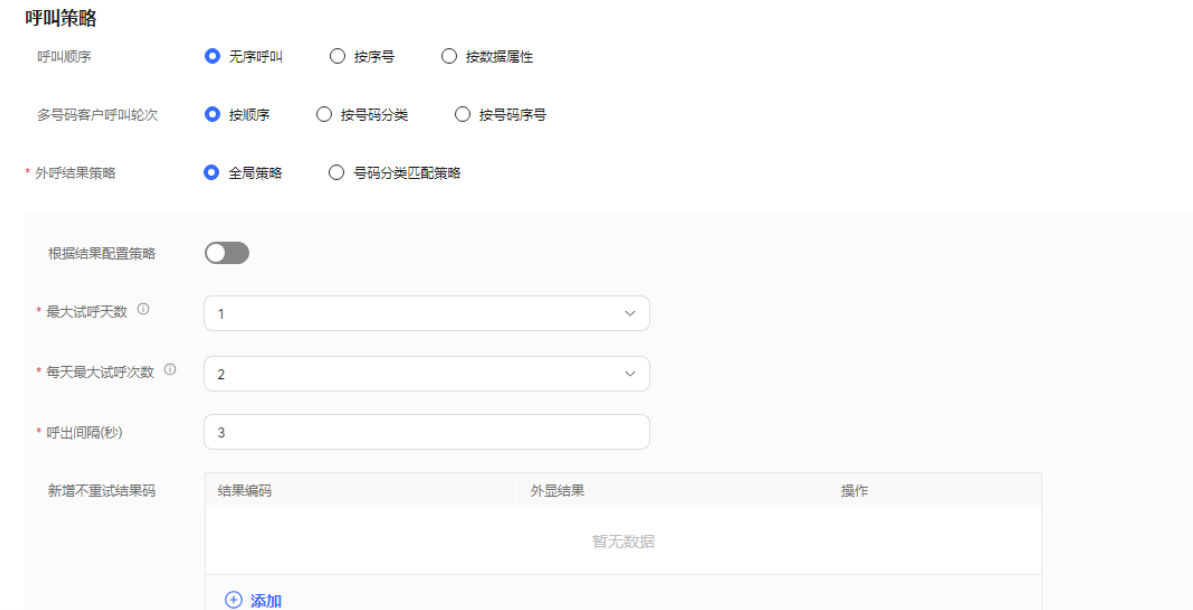 呼叫策略
呼叫顺序 无序呼叫 按序号 按数据属性
多号码客户呼叫轮次 按顺序 按号码分类 按号码序号
* 外呼结果策略 全局策略 号码分类匹配策略
根据结果配置策略
* 最大试呼天数 1
* 每天最大试呼次数 2
* 呼出间隔(秒) 3
新增不重试结果码 结果编码 外显结果 操作
暂无数据
添加